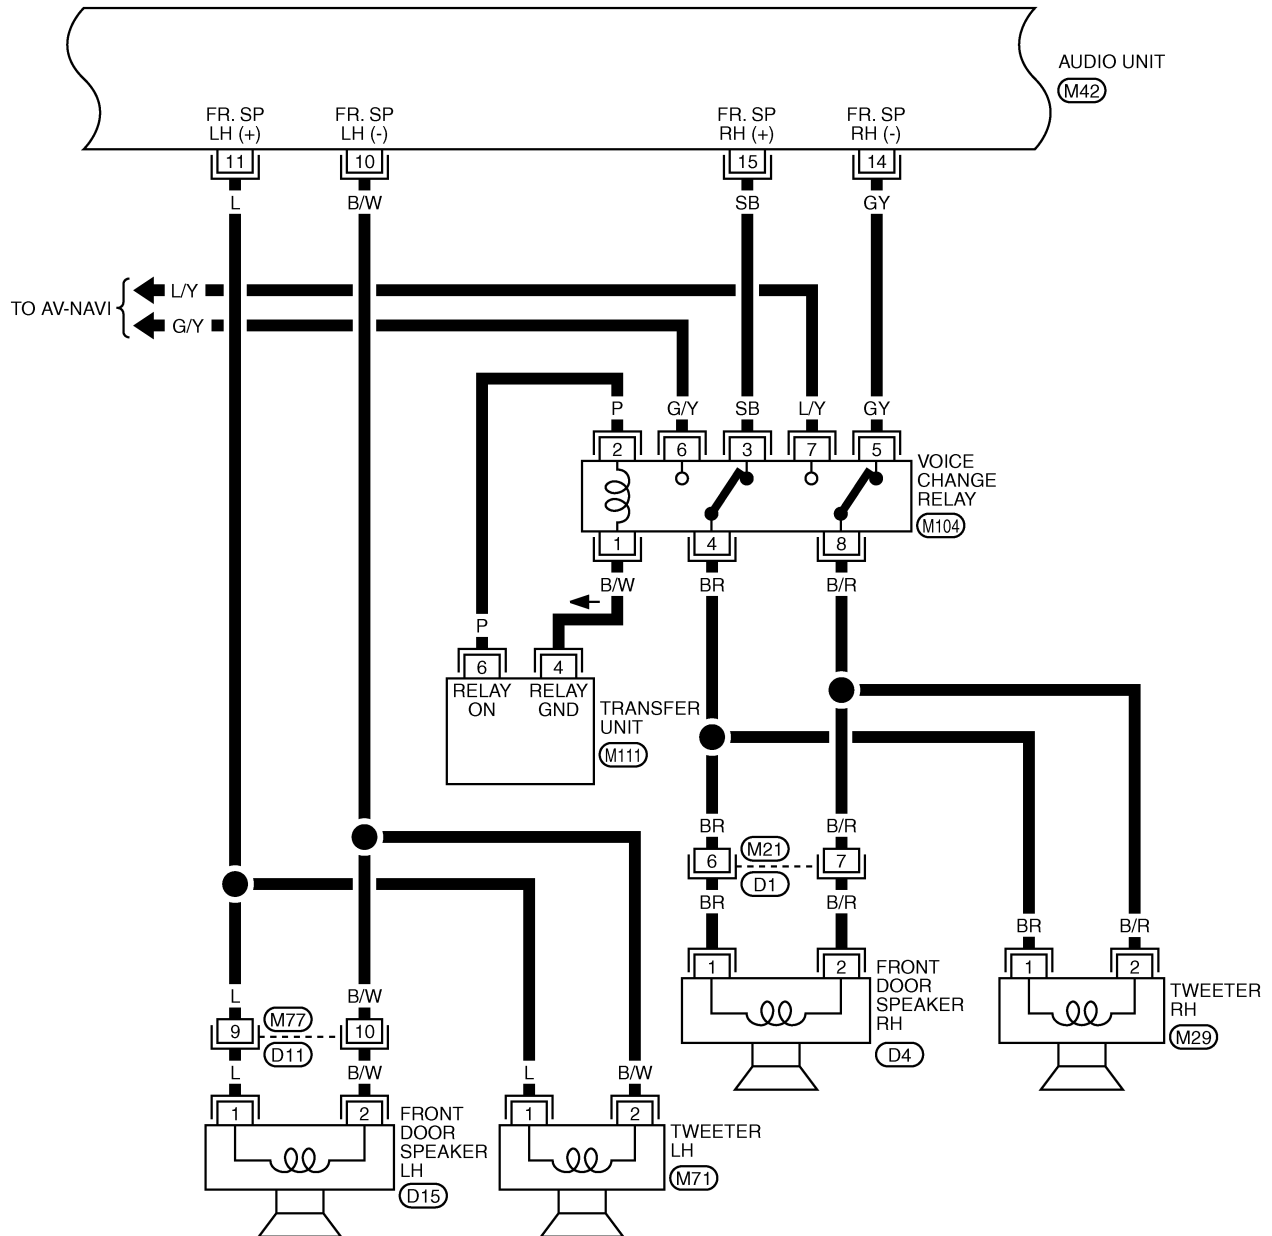 AUDIO UNIT
M42
FR. SP
LH (+)
FR. SP
LH (-)
FR. SP
RH (+)
FR. SP
RH (-)
11
10
15
14
L
B/W
SB
GY
TO AV-NAVI
L/Y
G/Y
P
G/Y
SB
L/Y
GY
2
6
3
7
5
VOICE
CHANGE
RELAY
M104
1
4
8
B/W
BR
B/R
P
6
4
RELAY
ON
RELAY
GND
TRANSFER
UNIT
M111
BR
B/R
6
M21
7
D1
BR
B/R
BR
B/R
1
2
1
2
FRONT
DOOR
SPEAKER
RH
D4
TWEETER
RH
M29
L
B/W
9
M77
10
D11
L
B/W
L
B/W
1
2
1
2
FRONT
DOOR
SPEAKER
LH
D15
TWEETER
LH
M71